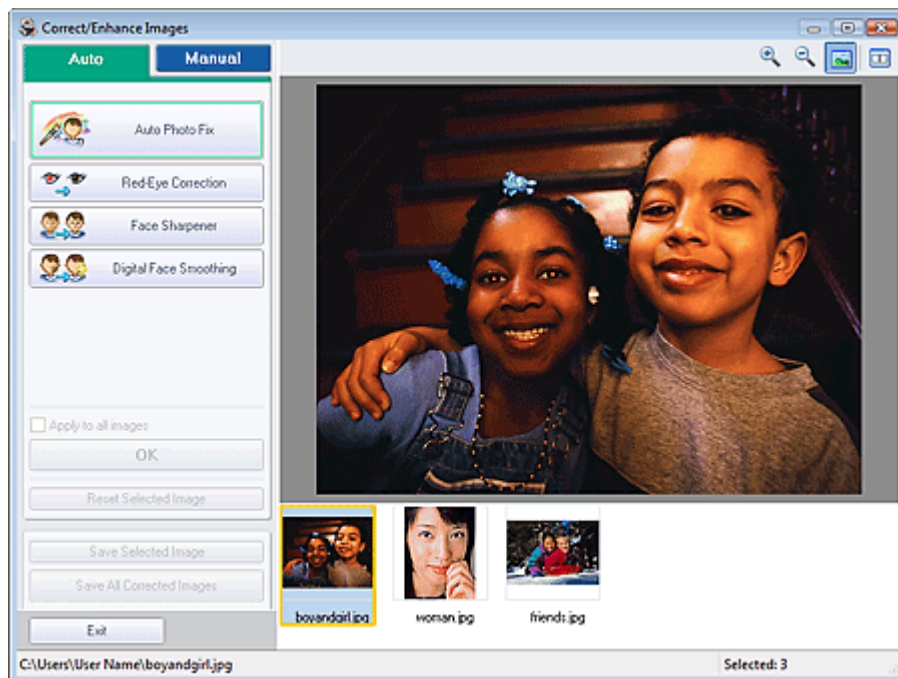 Correct/Enhance Images
Auto
Manual
Auto Photo Fix
Red-Eye Correction
Face Sharpener
Digital Face Smoothing
Apply to all images
OK
Reset Selected Image
Save Selected Image
Save All Corrected Images
Exit
boyandgirl.jpg
woman.jpg
friends.jpg
C:\Users\User Name\boyandgirl.jpg
Selected: 3